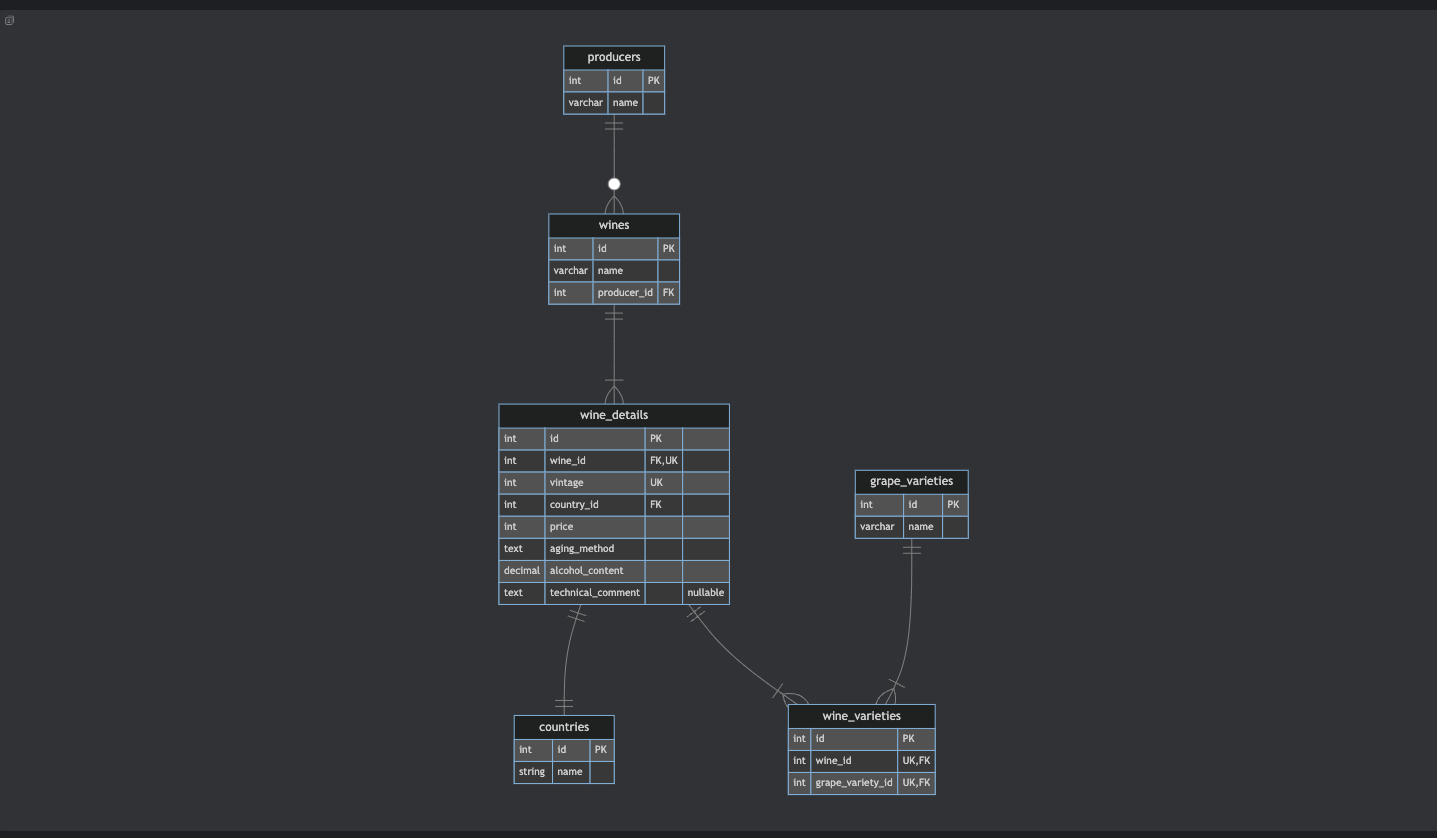 producers
int id PK
varchar name
wines
int id PK
varchar name
int producer_id FK
wine_details
int id PK
int wine_id FK,UK
int vintage UK
int country_id FK
int price
text aging_method
decimal alcohol_content
text technical_comment nullable
grape_varieties
int id PK
varchar name
countries
int id PK
string name
wine_varieties
int id PK
int wine_id UK,FK
int grape_variety_id UK,FK